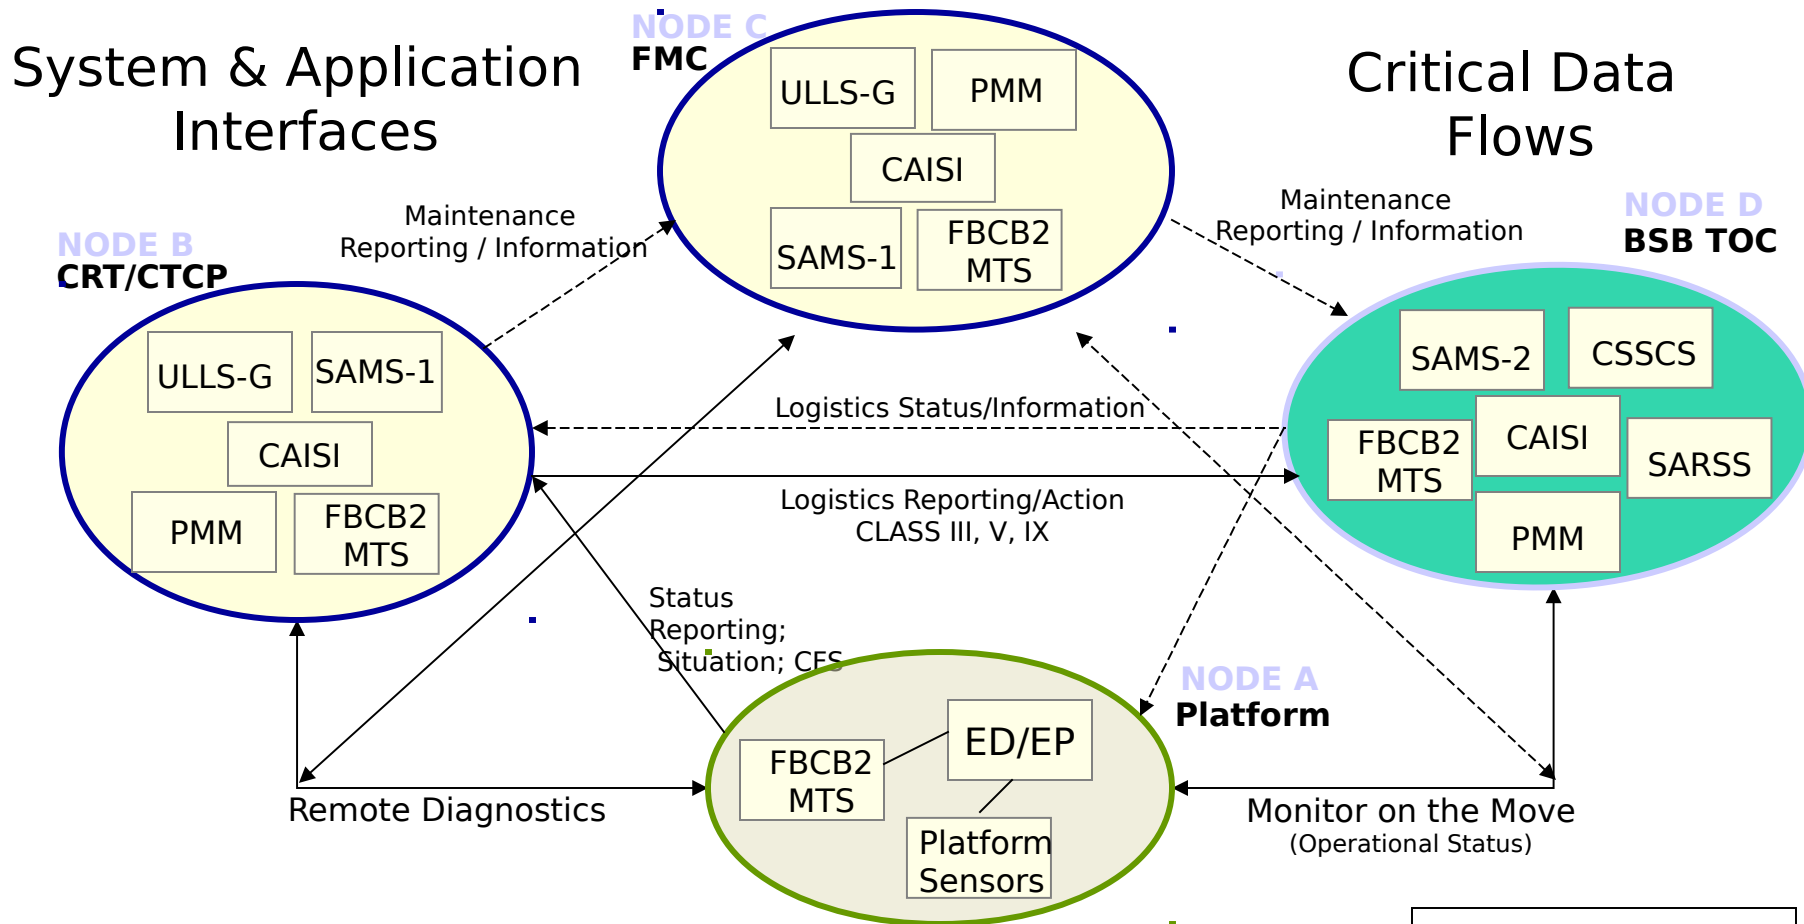 System & Application
Interfaces
NODE C
FMC
ULLS-G
PMM
CAISI
SAMS-1
FBCB2
MTS
Critical Data
Flows
Maintenance
Reporting / Information
Maintenance
Reporting / Information
NODE B
CRT/CTCP
ULLS-G
SAMS-1
CAISI
PMM
FBCB2
MTS
NODE D
BSB TOC
SAMS-2
CSSCS
FBCB2
MTS
CAISI
SARSS
PMM
Logistics Status/Information
Logistics Reporting/Action
CLASS III, V, IX
Status
Reporting;
Situation; CFS
NODE A
Platform
FBCB2
MTS
ED/EP
Platform
Sensors
Remote Diagnostics
Monitor on the Move
(Operational Status)